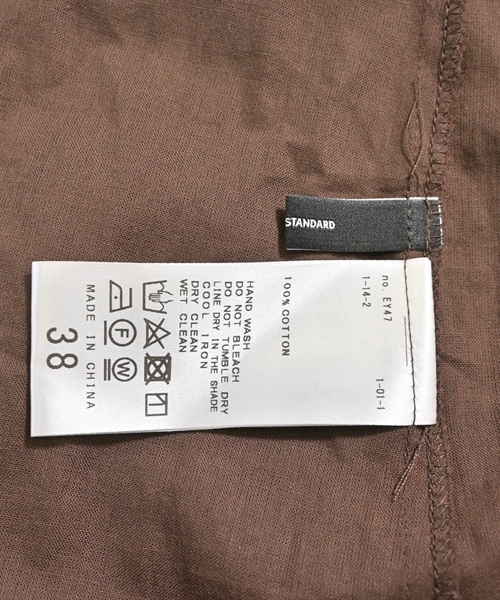 STANDARD
no. EY47
1-14-2
1-01-1
100% COTTON
HAND WASH
DO NOT BLEACH
DO NOT TUMBLE DRY
LINE DRY IN THE SHADE
COOL IRON
DRY CLEAN
WET CLEAN
MADE IN CHINA
38